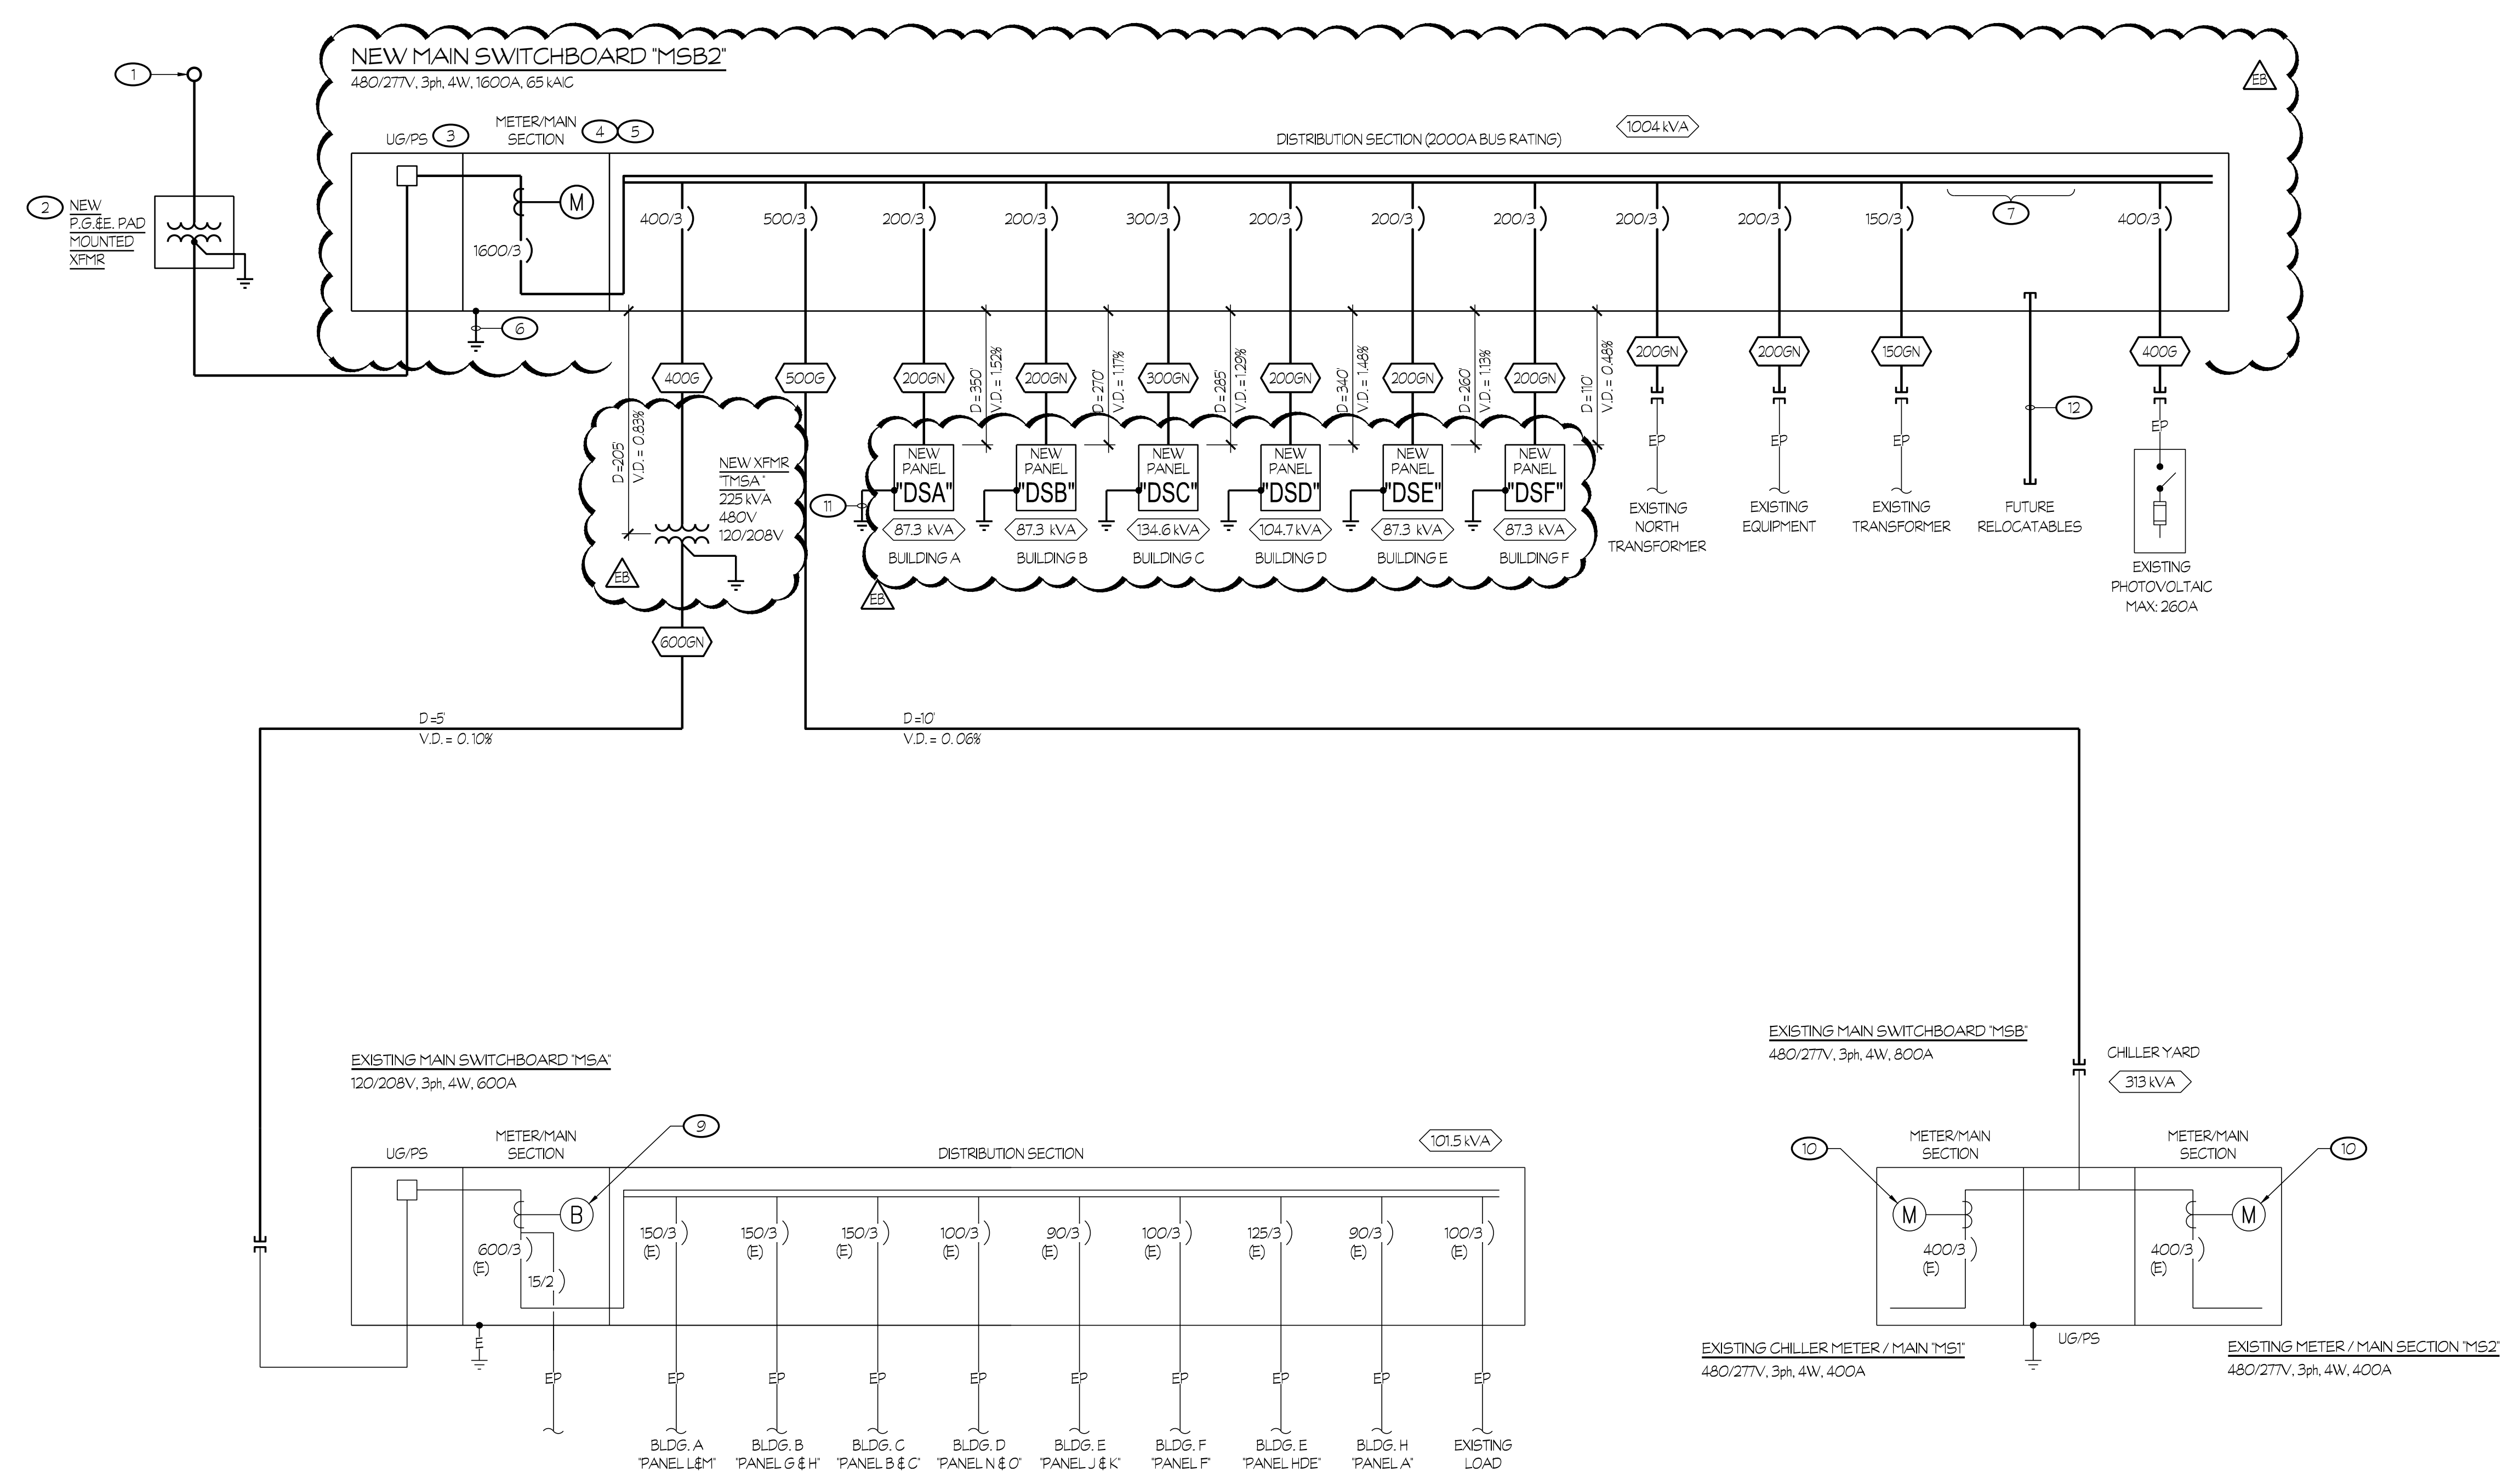 NEW MAIN SWITCHBOARD "MSB2"
480/277V, 3ph, 4W, 1600A, 65 kAIC
EB
1
2
NEW
P.G.&E. PAD
MOUNTED
XFMR
UG/PS
3
METER/MAIN
SECTION
4
5
DISTRIBUTION SECTION (2000A BUS RATING)
1004 kVA
M
1600/3
400/3
500/3
200/3
200/3
300/3
200/3
200/3
200/3
200/3
200/3
150/3
7
400/3
6
400G
500G
200GN
200GN
300GN
200GN
200GN
200GN
200GN
200GN
150GN
400G
D=205'
V.D. = 0.83%
D=350'
V.D. = 1.52%
D=270'
V.D. = 1.17%
D=285'
V.D. = 1.29%
D=340'
V.D. = 1.48%
D=260'
V.D. = 1.13%
D=110'
V.D. = 0.48%
12
EP
EP
EP
EP
NEW XFMR
"TMSA"
225 kVA
480V
120/208V
EB
11
NEW
PANEL
"DSA"
87.3 kVA
BUILDING A
NEW
PANEL
"DSB"
87.3 kVA
BUILDING B
NEW
PANEL
"DSC"
134.6 kVA
BUILDING C
NEW
PANEL
"DSD"
104.7 kVA
BUILDING D
NEW
PANEL
"DSE"
87.3 kVA
BUILDING E
NEW
PANEL
"DSF"
87.3 kVA
BUILDING F
EB
EXISTING
NORTH
TRANSFORMER
EXISTING
EQUIPMENT
EXISTING
TRANSFORMER
FUTURE
RELOCATABLES
EXISTING
PHOTOVOLTAIC
MAX: 260A
600GN
D=5'
V.D. = 0.10%
D=10'
V.D. = 0.06%
EXISTING MAIN SWITCHBOARD "MSA"
120/208V, 3ph, 4W, 600A
UG/PS
METER/MAIN
SECTION
9
DISTRIBUTION SECTION
101.5 kVA
B
600/3
(E)
15/2
150/3
(E)
150/3
(E)
150/3
(E)
100/3
(E)
90/3
(E)
100/3
(E)
125/3
(E)
90/3
(E)
100/3
(E)
E
EP
EP
EP
EP
EP
EP
EP
EP
EP
EP
BLDG. A
"PANEL L&M"
BLDG. B
"PANEL G & H"
BLDG. C
"PANEL B & C"
BLDG. D
"PANEL N & O"
BLDG. E
"PANEL J & K"
BLDG. F
"PANEL F"
BLDG. E
"PANEL HDE"
BLDG. H
"PANEL A"
EXISTING
LOAD
EXISTING MAIN SWITCHBOARD "MSB"
480/277V, 3ph, 4W, 800A
CHILLER YARD
313 kVA
10
METER/MAIN
SECTION
METER/MAIN
SECTION
10
M
M
400/3
(E)
400/3
(E)
UG/PS
EXISTING CHILLER METER / MAIN "MS1"
480/277V, 3ph, 4W, 400A
EXISTING METER / MAIN SECTION "MS2"
480/277V, 3ph, 4W, 400A